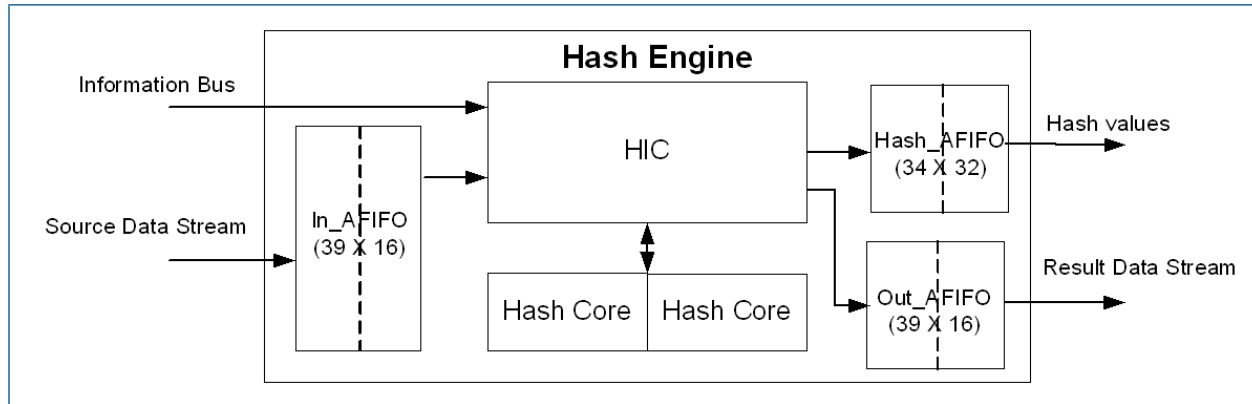 Hash Engine
Information Bus
HIC
Hash_AFIFO
(34 X 32)
Hash values
Source Data Stream
In_AFIFO
(39 X 16)
Hash Core
Hash Core
Out_AFIFO
(39 X 16)
Result Data Stream